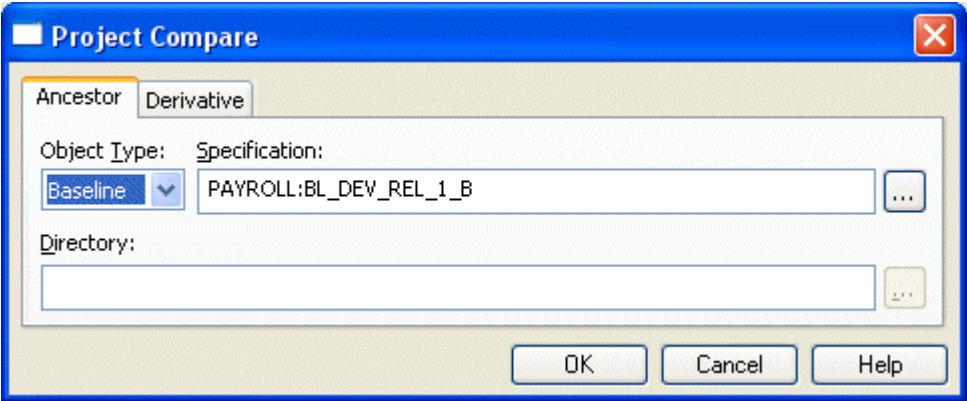 Project Compare
Ancestor Derivative
Object Type: Specification:
Baseline PAYROLL:BL_DEV_REL_1_B ...
Directory:
...
OK Cancel Help